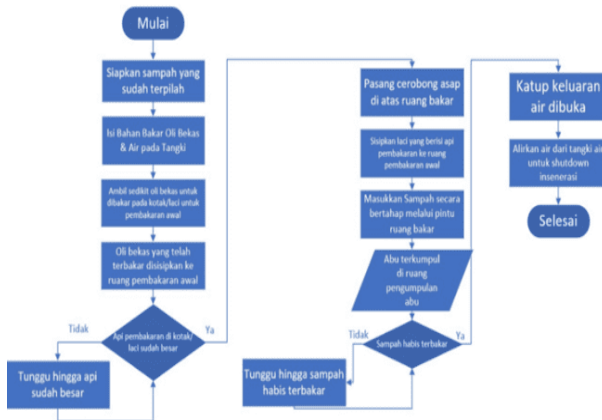 Mulai
Siapkan sampah yang
sudah terpilah
Isi Bahan Bakar Oli Bekas
& Air pada Tangki
Ambil sedikit oli bekas untuk
dibakar pada kotak/laci untuk
pembakaran awal
Oli bekas yang telah
terbakar disisipkan ke
ruang pembakaran awal
Api pembakaran di kotak/
laci sudah besar
Tidak
Ya
Tunggu hingga api
sudah besar
Pasang cerobong asap
di atas ruang bakar
Sisipkan laci yang berisi api
pembakaran ke ruang
pembakaran awal
Masukkan Sampah secara
bertahap melalui pintu
ruang bakar
Abu terkumpul
di ruang
pengumpulan
abu
Sampah habis terbakar
Tidak
Ya
Tunggu hingga sampah
habis terbakar
Katup keluaran
air dibuka
Alirkan air dari tangki air
untuk shutdown
insenerasi
Selesai